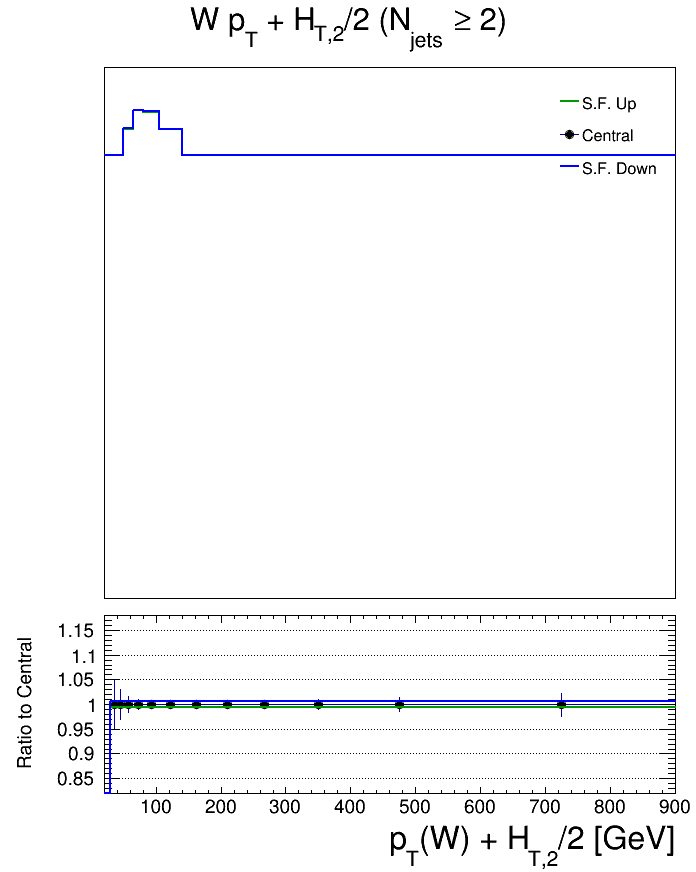 W p_T + H_T,2/2 (N_jets ≥ 2)
S.F. Up
Central
S.F. Down
Ratio to Central
1.15
1.1
1.05
1
0.95
0.9
0.85
100 200 300 400 500 600 700 800 900
p_T(W) + H_T,2/2 [GeV]